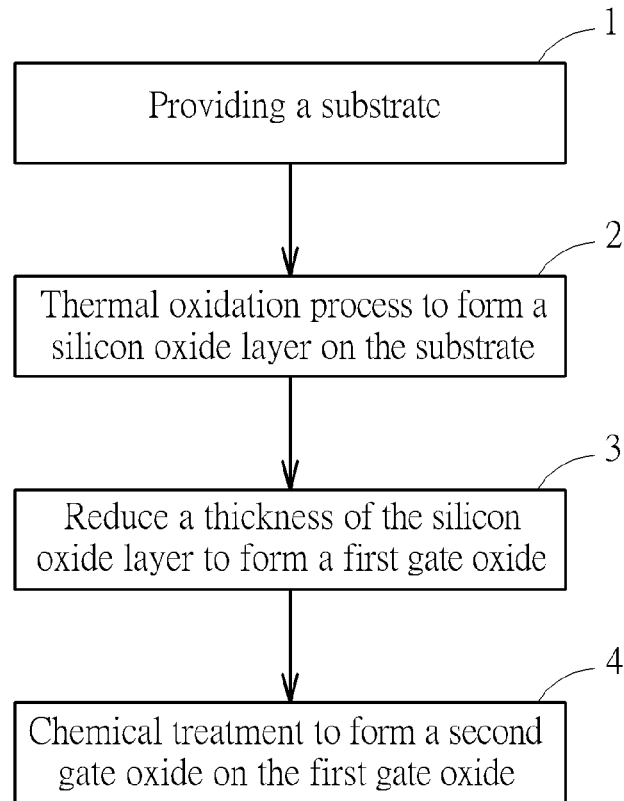 1
Providing a substrate
2
Thermal oxidation process to form a
silicon oxide layer on the substrate
3
Reduce a thickness of the silicon
oxide layer to form a first gate oxide
4
Chemical treatment to form a second
gate oxide on the first gate oxide